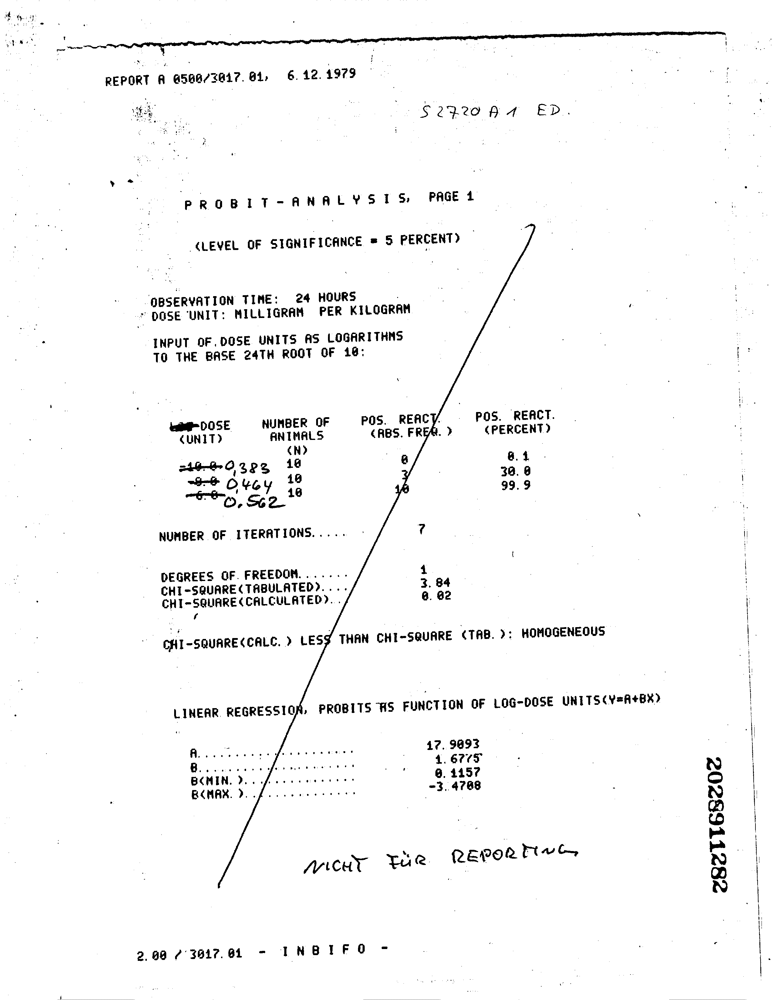 REPORT A 0500/3017.01, 6.12.1979
S2720 A 1 ED.
PROBIT-ANALYSIS, PAGE 1
(LEVEL OF SIGNIFICANCE = 5 PERCENT)
OBSERVATION TIME: 24 HOURS
DOSE UNIT: MILLIGRAM PER KILOGRAM
INPUT OF DOSE UNITS AS LOGARITHMS
TO THE BASE 24TH ROOT OF 10:
LOG-DOSE NUMBER OF POS. REACT. POS. REACT.
(UNIT) ANIMALS (ABS. FREQ.) (PERCENT)
(N)
-10.0 0,383 10 0 0.1
-8.0 0,464 10 3 30.0
-6.0 0.562 10 10 99.9
NUMBER OF ITERATIONS..... 7
DEGREES OF FREEDOM....... 1
CHI-SQUARE(TABULATED).... 3.84
CHI-SQUARE(CALCULATED)... 0.02
CHI-SQUARE(CALC.) LESS THAN CHI-SQUARE (TAB.): HOMOGENEOUS
LINEAR REGRESSION, PROBITS AS FUNCTION OF LOG-DOSE UNITS(Y=A+BX)
A..................... 17.9093
B..................... 1.6775
B(MIN.)............... 0.1157
B(MAX.)............... -3.4708
NICHT FÜR REPORTING
2.00 / 3017.01 - INBIFO -
2028911282